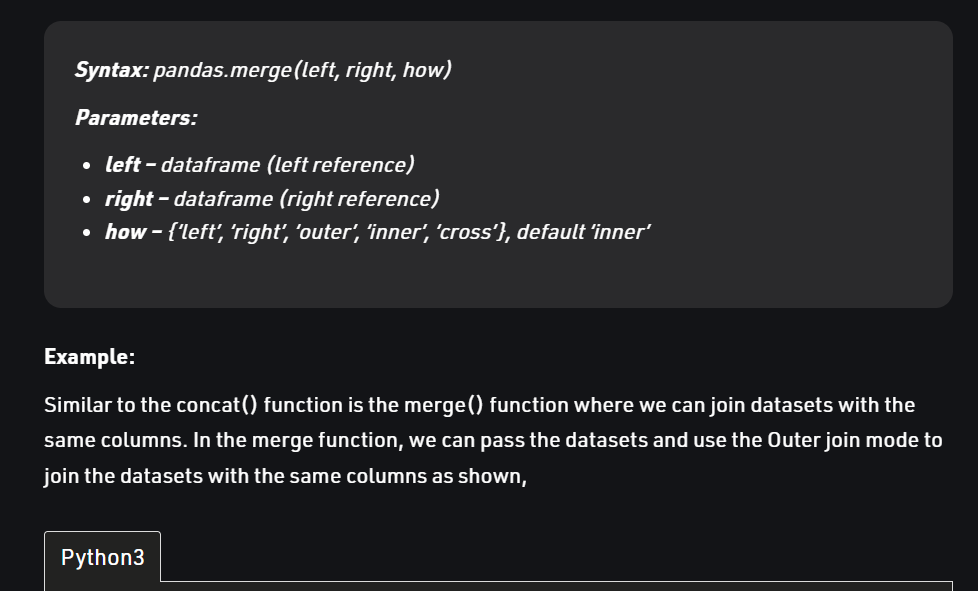 Syntax: pandas.merge(left, right, how)
Parameters:
• left – dataframe (left reference)
• right – dataframe (right reference)
• how – {‘left’, ‘right’, ‘outer’, ‘inner’, ‘cross’}, default ‘inner’
Example:
Similar to the concat() function is the merge() function where we can join datasets with the
same columns. In the merge function, we can pass the datasets and use the Outer join mode to
join the datasets with the same columns as shown,
Python3